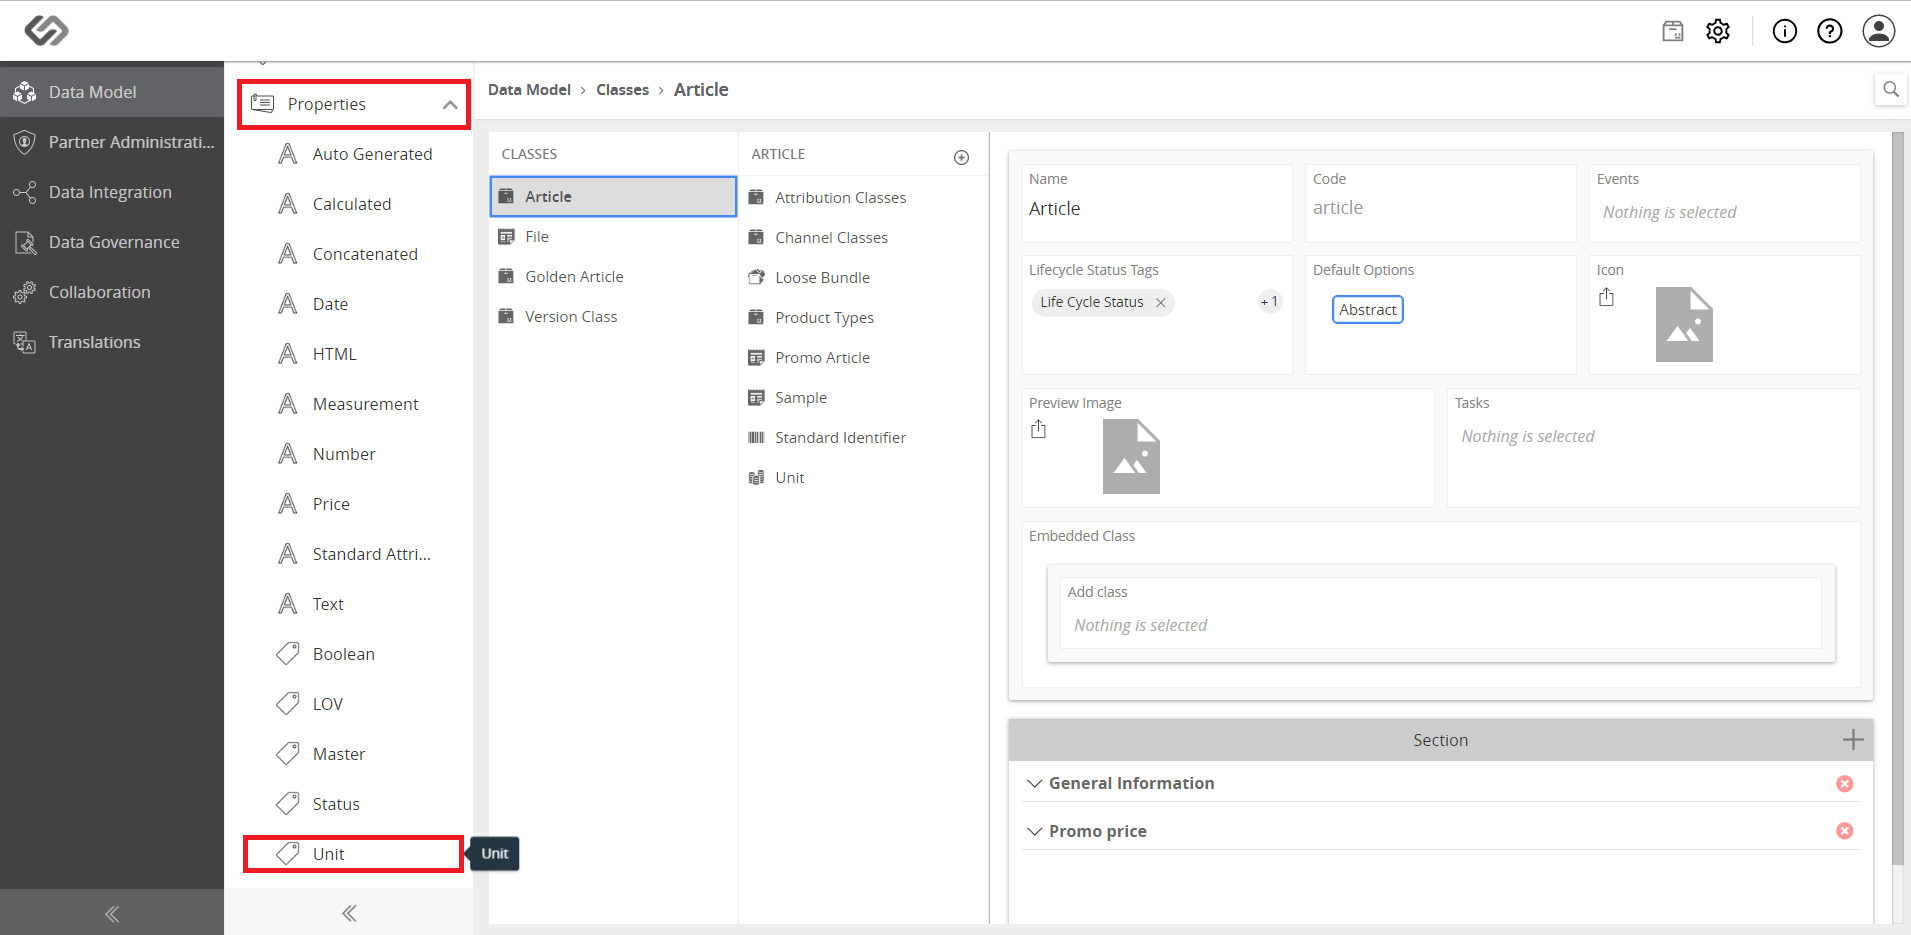 Data Model
Partner Administrati...
Data Integration
Data Governance
Collaboration
Translations
Properties
Auto Generated
Calculated
Concatenated
Date
HTML
Measurement
Number
Price
Standard Attri...
Text
Boolean
LOV
Master
Status
Unit
Unit
Data Model > Classes > Article
CLASSES
Article
File
Golden Article
Version Class
ARTICLE
Attribution Classes
Channel Classes
Loose Bundle
Product Types
Promo Article
Sample
Standard Identifier
Unit
Name
Article
Code
article
Events
Nothing is selected
Lifecycle Status Tags
Life Cycle Status
+1
Default Options
Abstract
Icon
Preview Image
Tasks
Nothing is selected
Embedded Class
Add class
Nothing is selected
Section
General Information
Promo price